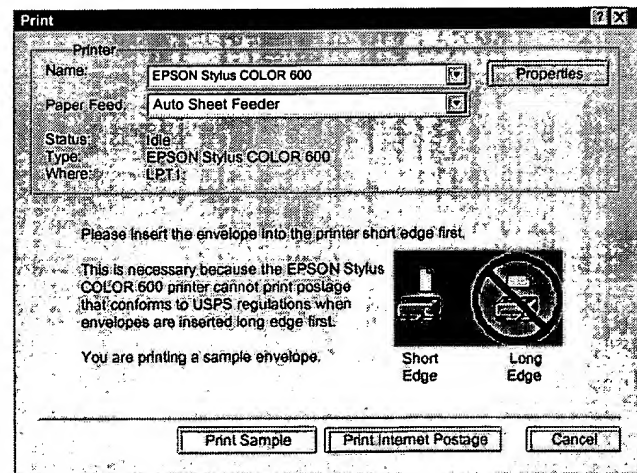 Print
Printer
Name: EPSON Stylus COLOR 600 Properties
Paper Feed: Auto Sheet Feeder
Status: Idle
Type: EPSON Stylus COLOR 600
Where: LPT1:
Please insert the envelope into the printer short edge first.
This is necessary because the EPSON Stylus
COLOR 600 printer cannot print postage
that conforms to USPS regulations when
envelopes are inserted long edge first.
You are printing a sample envelope.
Short Edge
Long Edge
Print Sample Print Internet Postage Cancel